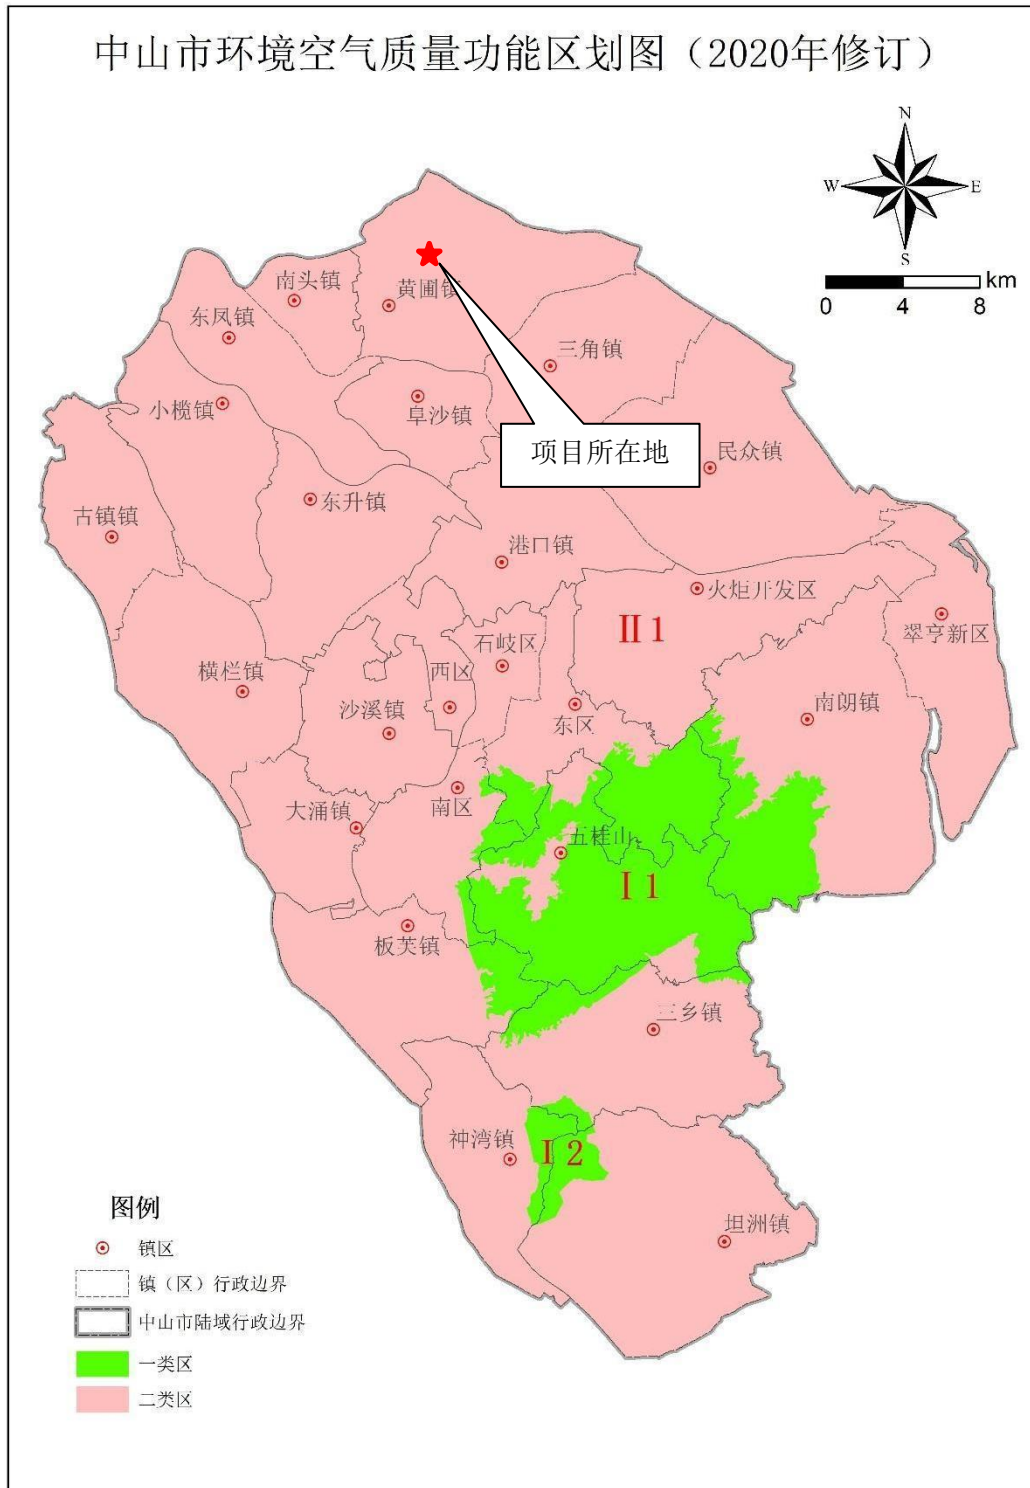 中山市环境空气质量功能区划图（2020年修订）
N
W
E
S
km
0
4
8
南头镇
黄圃镇
东凤镇
三角镇
小榄镇
阜沙镇
项目所在地
民众镇
东升镇
古镇镇
港口镇
火炬开发区
Ⅱ1
翠亨新区
石岐区
横栏镇
西区
沙溪镇
东区
南朗镇
南区
大涌镇
五桂山
Ⅰ1
板芙镇
三乡镇
神湾镇
Ⅰ2
坦洲镇
图例
镇区
镇（区）行政边界
中山市陆域行政边界
一类区
二类区